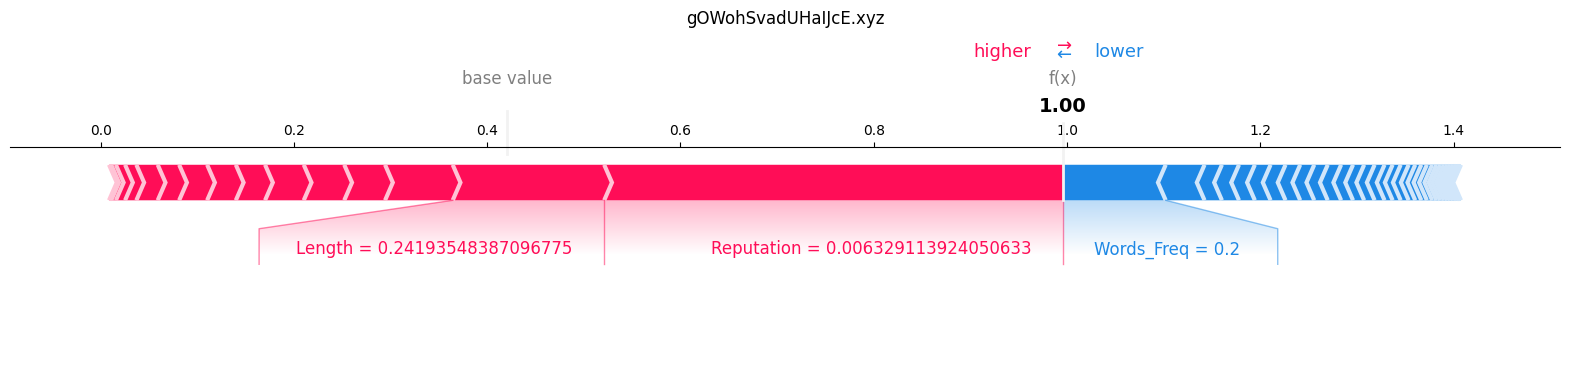 gOWohSvadUHaIJcE.xyz
higher ⇄ lower
base value f(x)
1.00
0.0 0.2 0.4 0.6 0.8 1.0 1.2 1.4
Length = 0.24193548387096775 Reputation = 0.006329113924050633 Words_Freq = 0.2